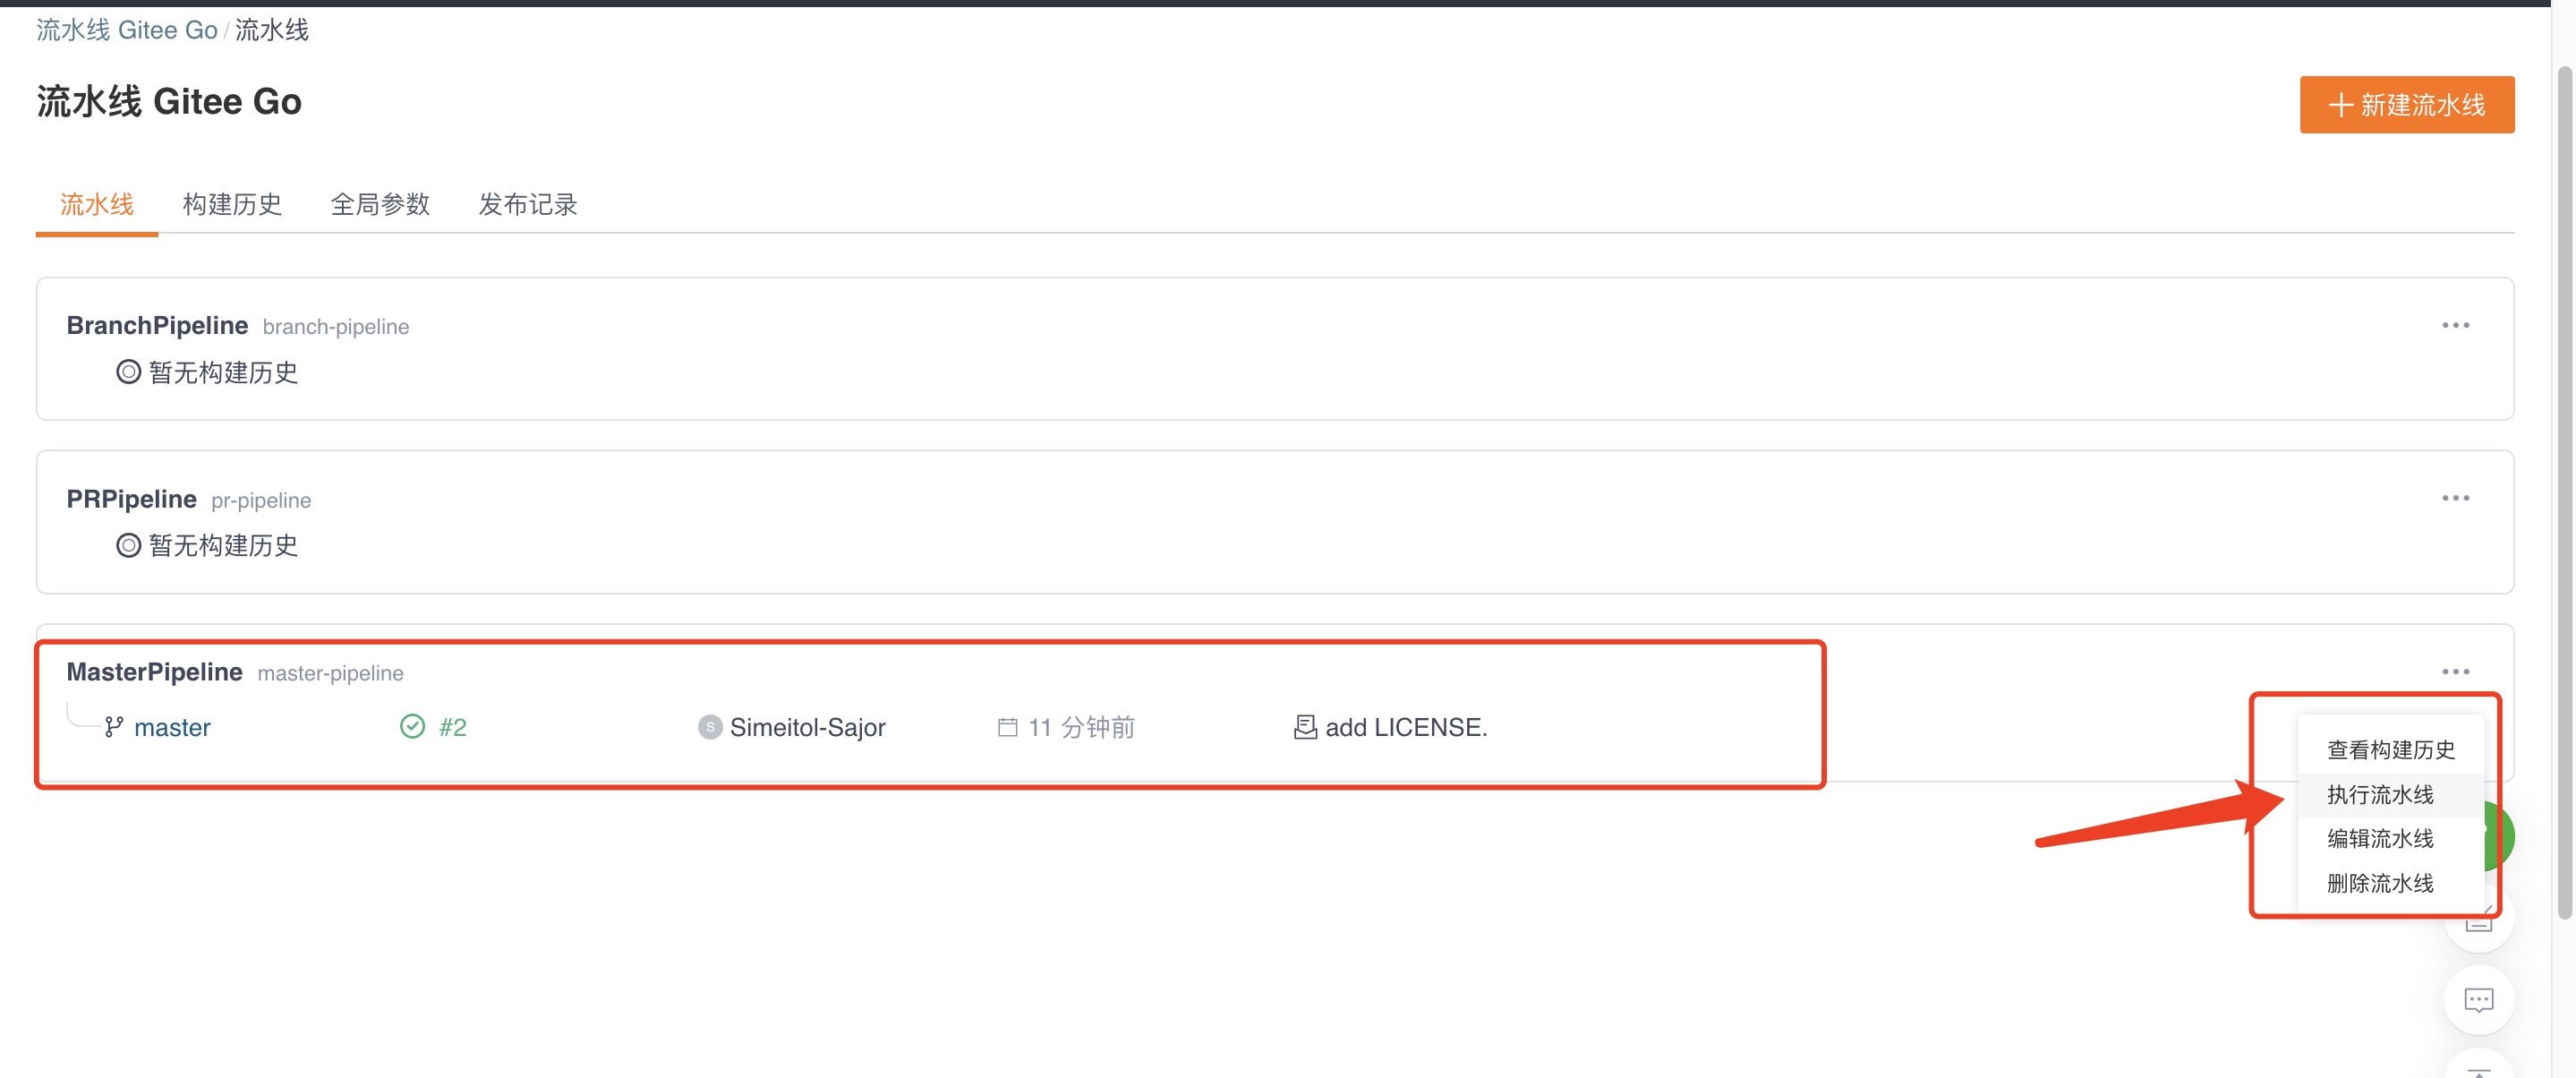 流水线 Gitee Go / 流水线
流水线 Gitee Go
新建流水线
流水线 构建历史 全局参数 发布记录
BranchPipeline branch-pipeline
暂无构建历史
PRPipeline pr-pipeline
暂无构建历史
MasterPipeline master-pipeline
master #2 S Simeitol-Sajor 11 分钟前 add LICENSE.
查看构建历史
执行流水线
编辑流水线
删除流水线